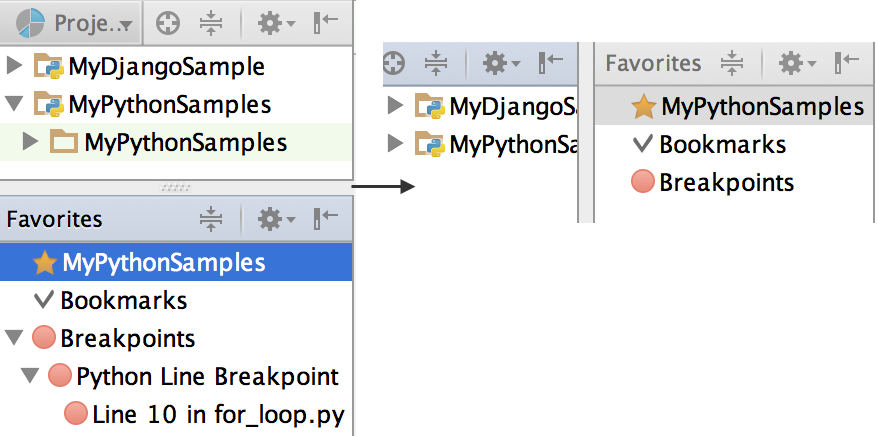 Proje..
MyDjangoSample
MyPythonSamples
MyPythonSamples
Favorites
MyPythonSamples
Bookmarks
Breakpoints
Python Line Breakpoint
Line 10 in for_loop.py
MyDjangoSa
MyPythonSa
Favorites
MyPythonSamples
Bookmarks
Breakpoints